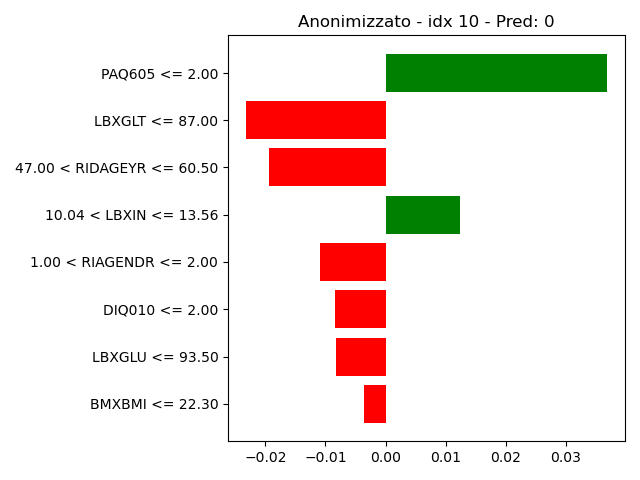 Anonimizzato - idx 10 - Pred: 0
PAQ605 <= 2.00
LBXGLT <= 87.00
47.00 < RIDAGEYR <= 60.50
10.04 < LBXIN <= 13.56
1.00 < RIAGENDR <= 2.00
DIQ010 <= 2.00
LBXGLU <= 93.50
BMXBMI <= 22.30
−0.02 −0.01 0.00 0.01 0.02 0.03